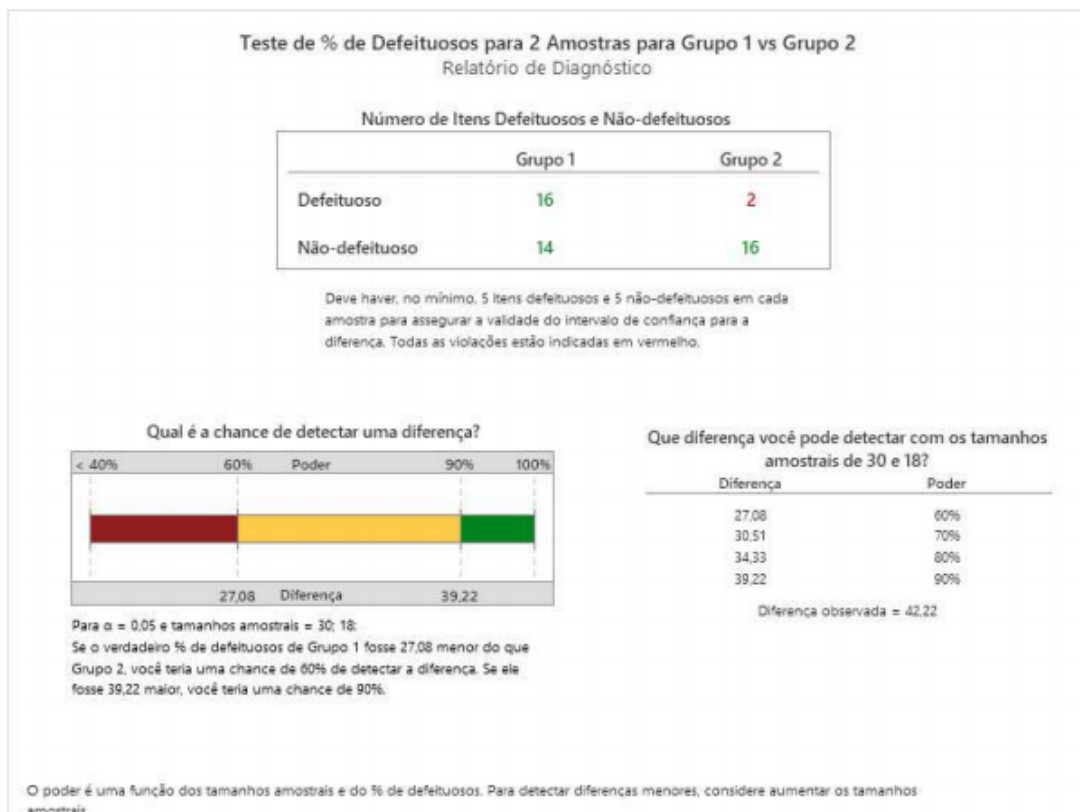 Teste de % de Defeituosos para 2 Amostras para Grupo 1 vs Grupo 2
Relatório de Diagnóstico
Número de Itens Defeituosos e Não-defeituosos
Grupo 1 Grupo 2
Defeituoso 16 2
Não-defeituoso 14 16
Deve haver, no mínimo, 5 itens defeituosos e 5 não-defeituosos em cada
amostra para assegurar a validade do intervalo de confiança para a
diferença. Todas as violações estão indicadas em vermelho.
Qual é a chance de detectar uma diferença?
< 40% 60% Poder 90% 100%
27,08 Diferença 39,22
Para α = 0,05 e tamanhos amostrais = 30; 18:
Se o verdadeiro % de defeituosos de Grupo 1 fosse 27,08 menor do que
Grupo 2, você teria uma chance de 60% de detectar a diferença. Se ele
fosse 39,22 maior, você teria uma chance de 90%.
Que diferença você pode detectar com os tamanhos
amostrais de 30 e 18?
Diferença Poder
27,08 60%
30,51 70%
34,33 80%
39,22 90%
Diferença observada = 42,22
O poder é uma função dos tamanhos amostrais e do % de defeituosos. Para detectar diferenças menores, considere aumentar os tamanhos
amostrais